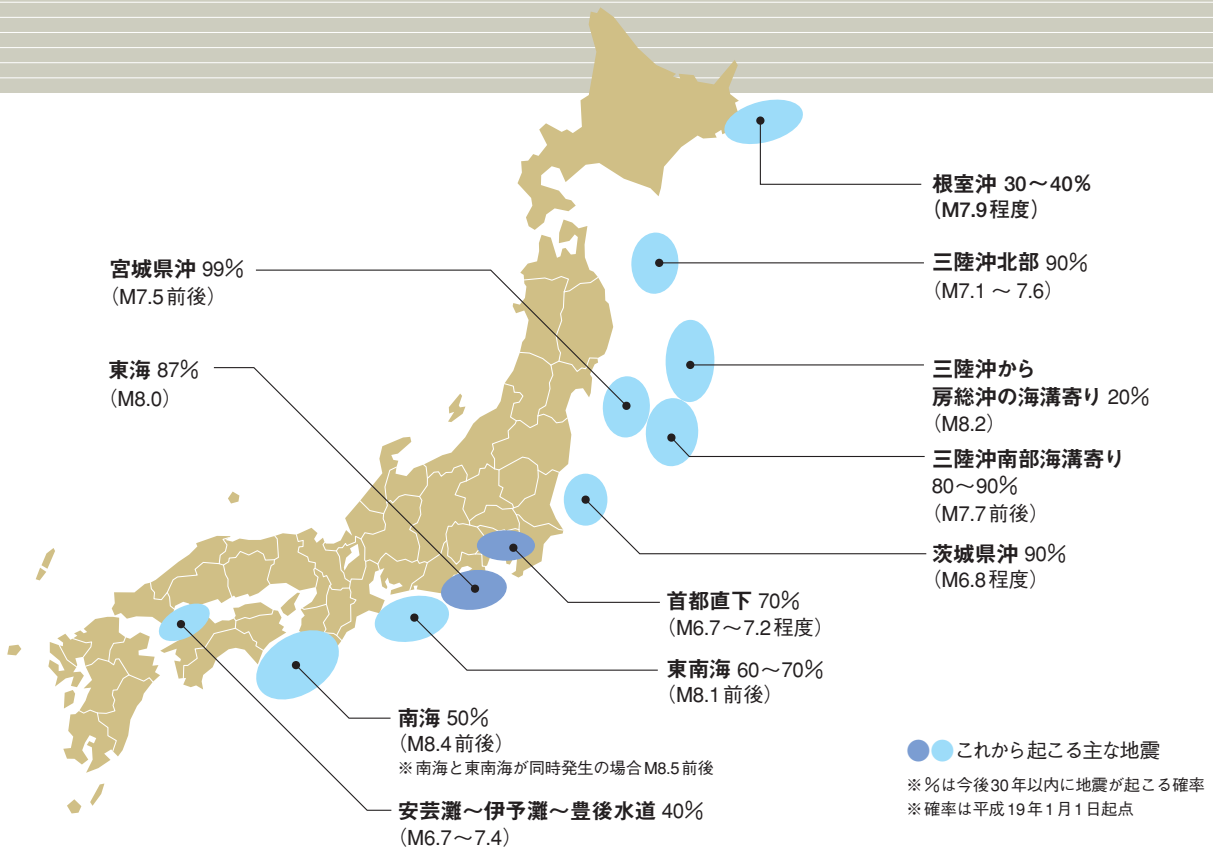 根室沖 30～40%
（M7.9程度）
三陸沖北部 90%
（M7.1 ～ 7.6）
宮城県沖 99%
（M7.5前後）
東海 87%
（M8.0）
三陸沖から
房総沖の海溝寄り 20%
（M8.2）
三陸沖南部海溝寄り
80～90%
（M7.7前後）
茨城県沖 90%
（M6.8程度）
首都直下 70%
（M6.7～7.2程度）
東南海 60～70%
（M8.1前後）
南海 50%
（M8.4前後）
※南海と東南海が同時発生の場合M8.5前後
安芸灘～伊予灘～豊後水道 40%
（M6.7～7.4）
これから起こる主な地震
※%は今後30年以内に地震が起こる確率
※確率は平成19年1月1日起点